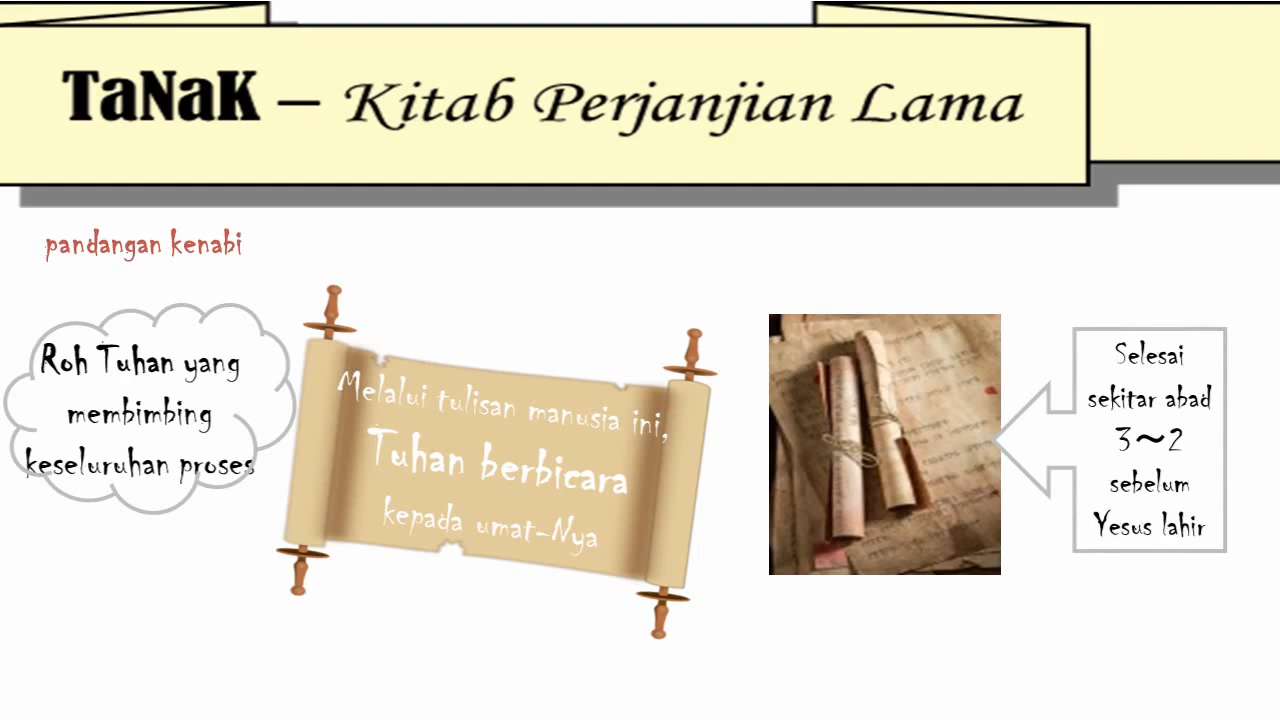 TaNaK – Kitab Perjanjian Lama
pandangan kenabi
Roh Tuhan yang
membimbing
keseluruhan proses
Melalui tulisan manusia ini,
Tuhan berbicara
kepada umat-Nya
Selesai
sekitar abad
3~2
sebelum
Yesus lahir